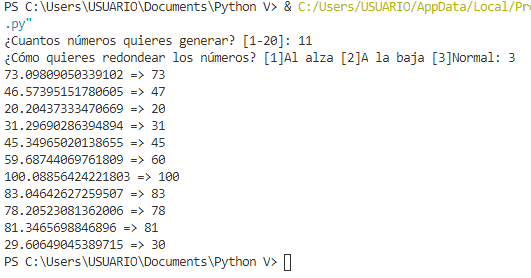 PS C:\Users\USUARIO\Documents\Python V> & C:/Users/USUARIO/AppData/Local/Pr
.py"
¿Cuantos números quieres generar? [1-20]: 11
¿Cómo quieres redondear los números? [1]Al alza [2]A la baja [3]Normal: 3
73.09809050339102 => 73
46.57395151780605 => 47
20.20437333470669 => 20
31.29690286394894 => 31
45.34965020138655 => 45
59.68744069761809 => 60
100.08856424221803 => 100
83.04642627259507 => 83
78.20523081362006 => 78
81.3465698846896 => 81
29.60649045389715 => 30
PS C:\Users\USUARIO\Documents\Python V>